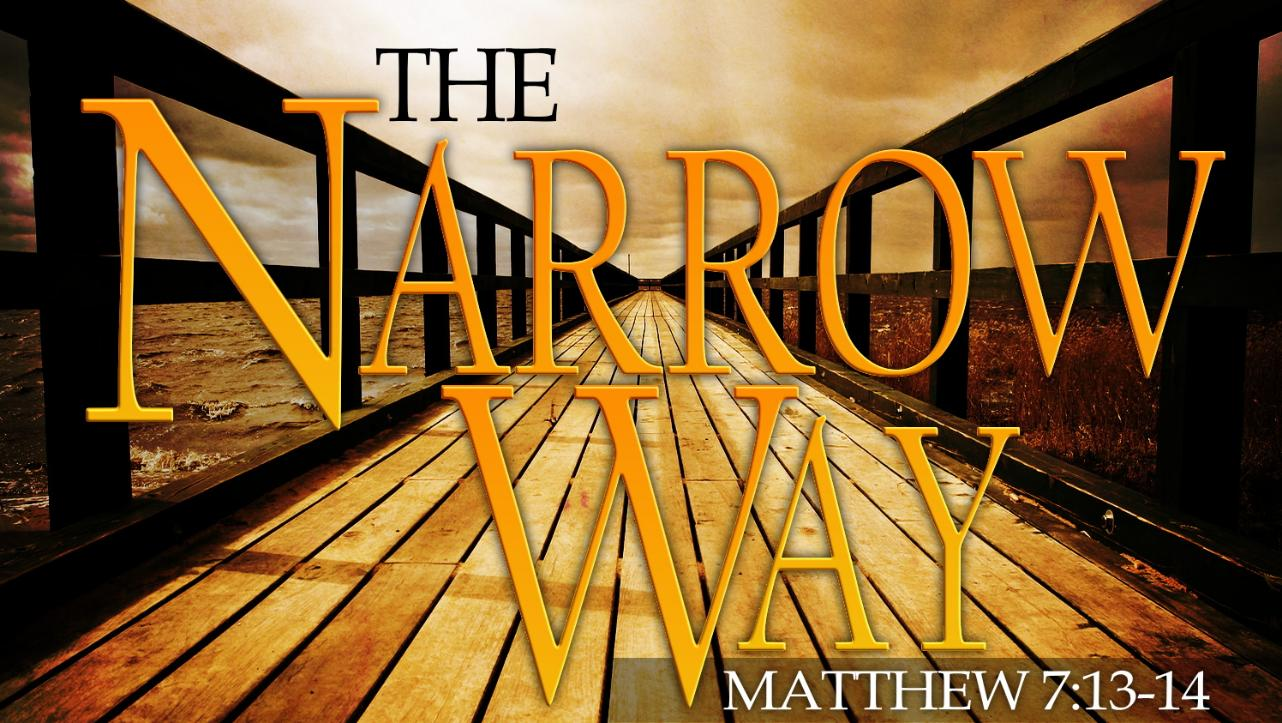 THE
NARROW
WAY
MATTHEW 7:13-14